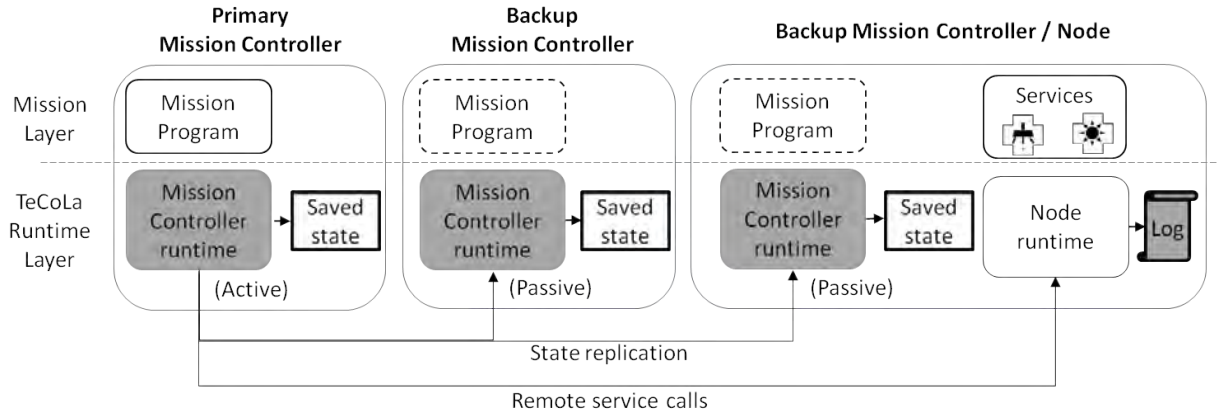 Primary
Mission Controller
Backup
Mission Controller
Backup Mission Controller / Node
Mission
Layer
Mission
Program
Mission
Program
Mission
Program
Services
TeCoLa
Runtime
Layer
Mission
Controller
runtime
Saved
state
Mission
Controller
runtime
Saved
state
Mission
Controller
runtime
Saved
state
Node
runtime
Log
(Active)
(Passive)
(Passive)
State replication
Remote service calls